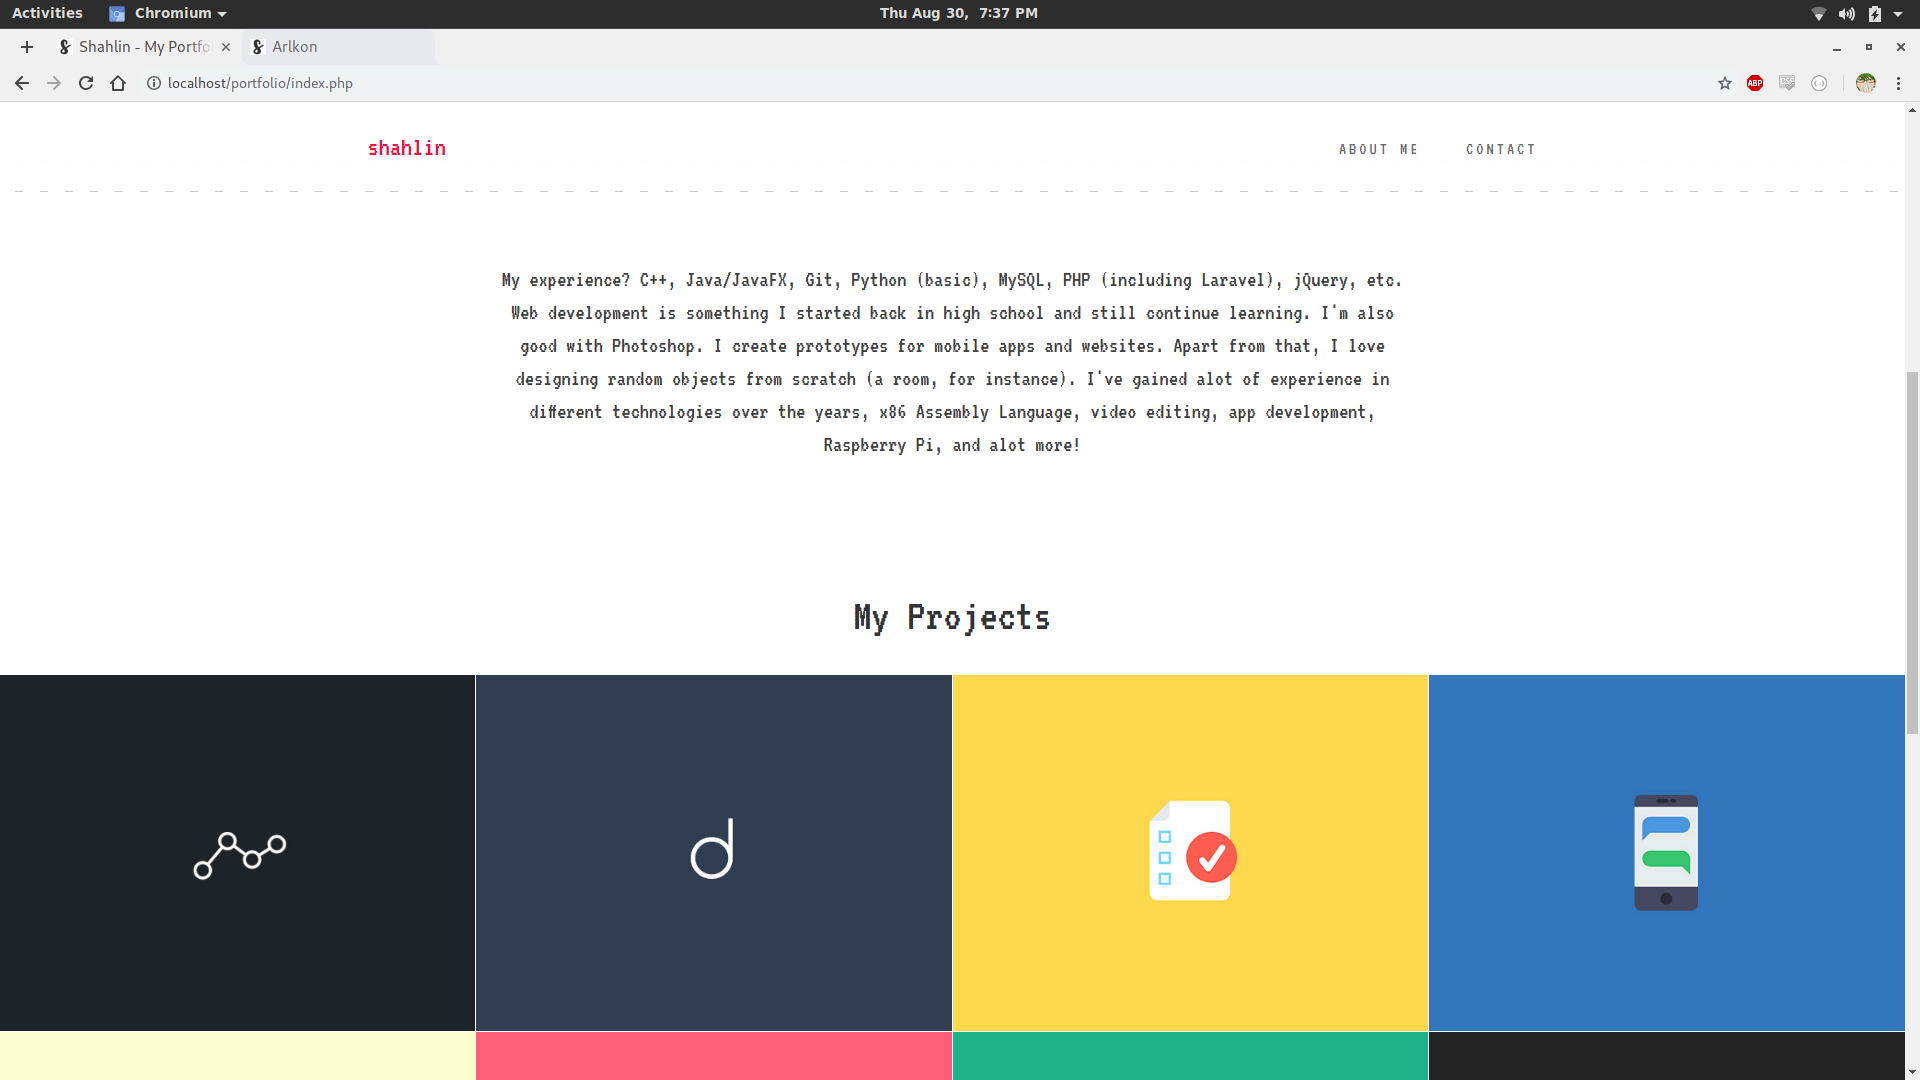 Activities Chromium Thu Aug 30, 7:37 PM
Shahlin - My Portfo Arlkon
localhost/portfolio/index.php ABP
shahlin ABOUT ME CONTACT
My experience? C++, Java/JavaFX, Git, Python (basic), MySQL, PHP (including Laravel), jQuery, etc.
Web development is something I started back in high school and still continue learning. I'm also
good with Photoshop. I create prototypes for mobile apps and websites. Apart from that, I love
designing random objects from scratch (a room, for instance). I've gained alot of experience in
different technologies over the years, x86 Assembly Language, video editing, app development,
Raspberry Pi, and alot more!
My Projects
d